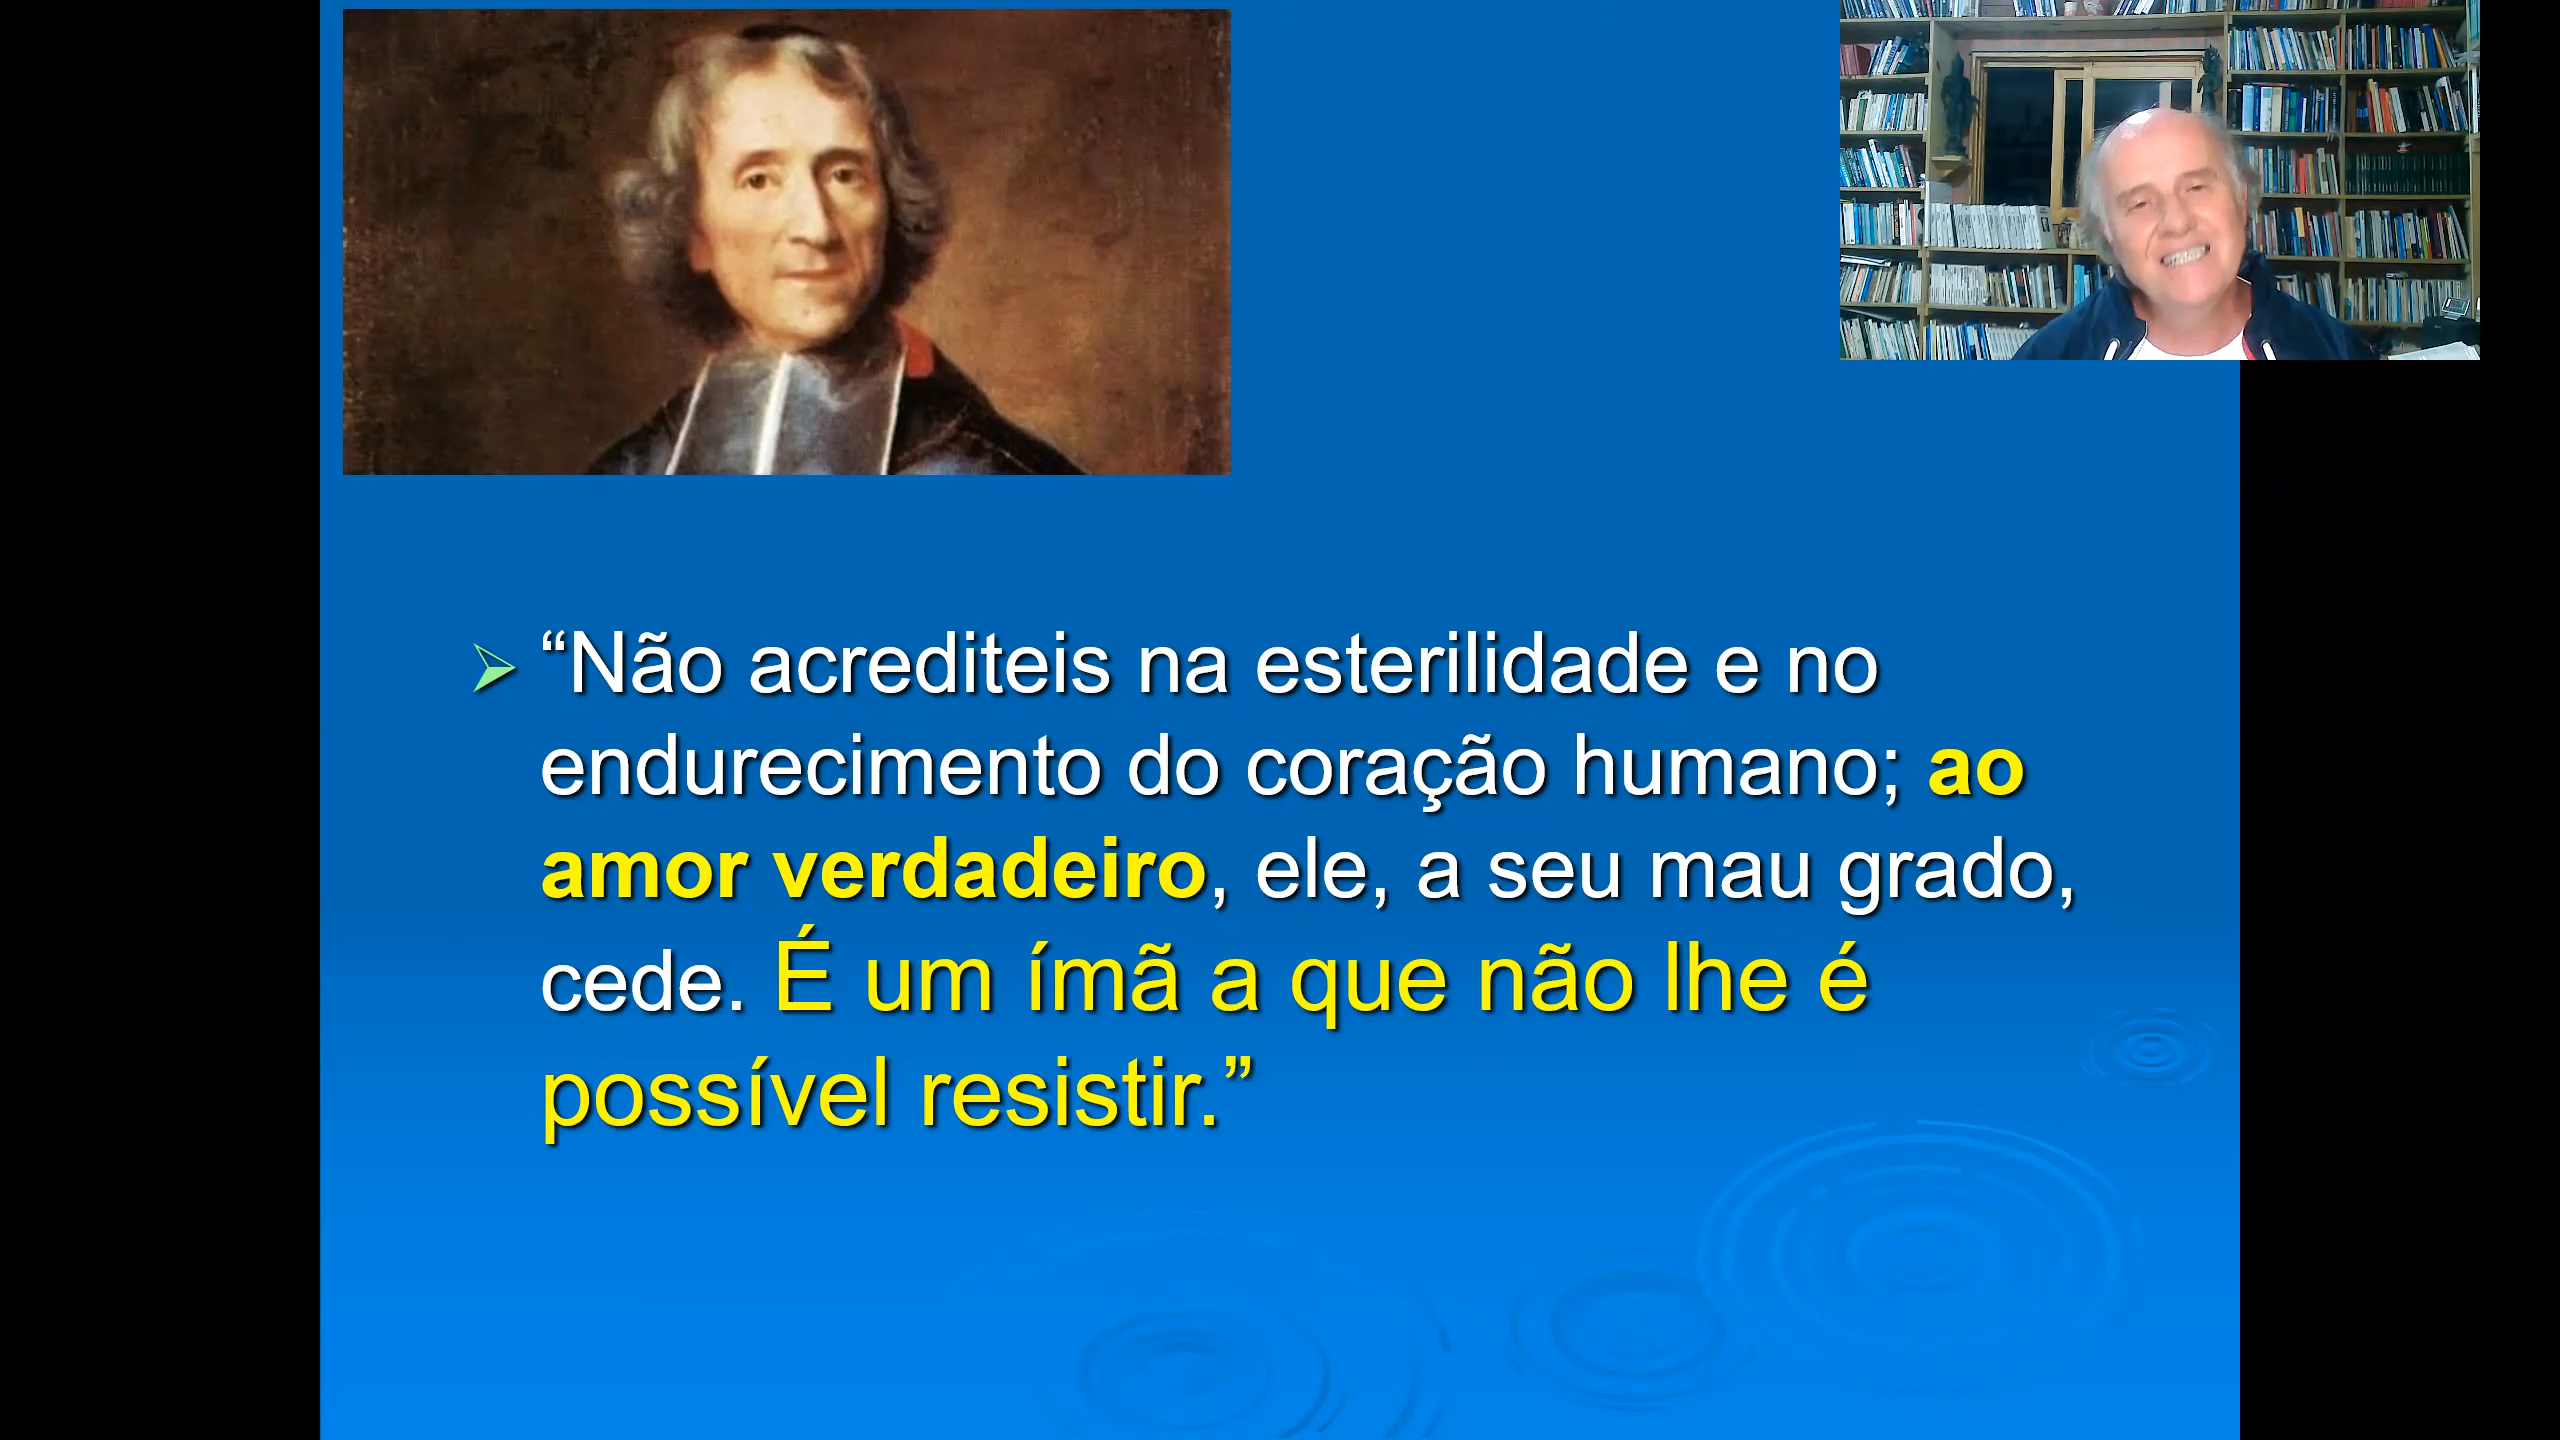 “Não acrediteis na esterilidade e no
endurecimento do coração humano; ao
amor verdadeiro, ele, a seu mau grado,
cede. É um ímã a que não lhe é
possível resistir.”